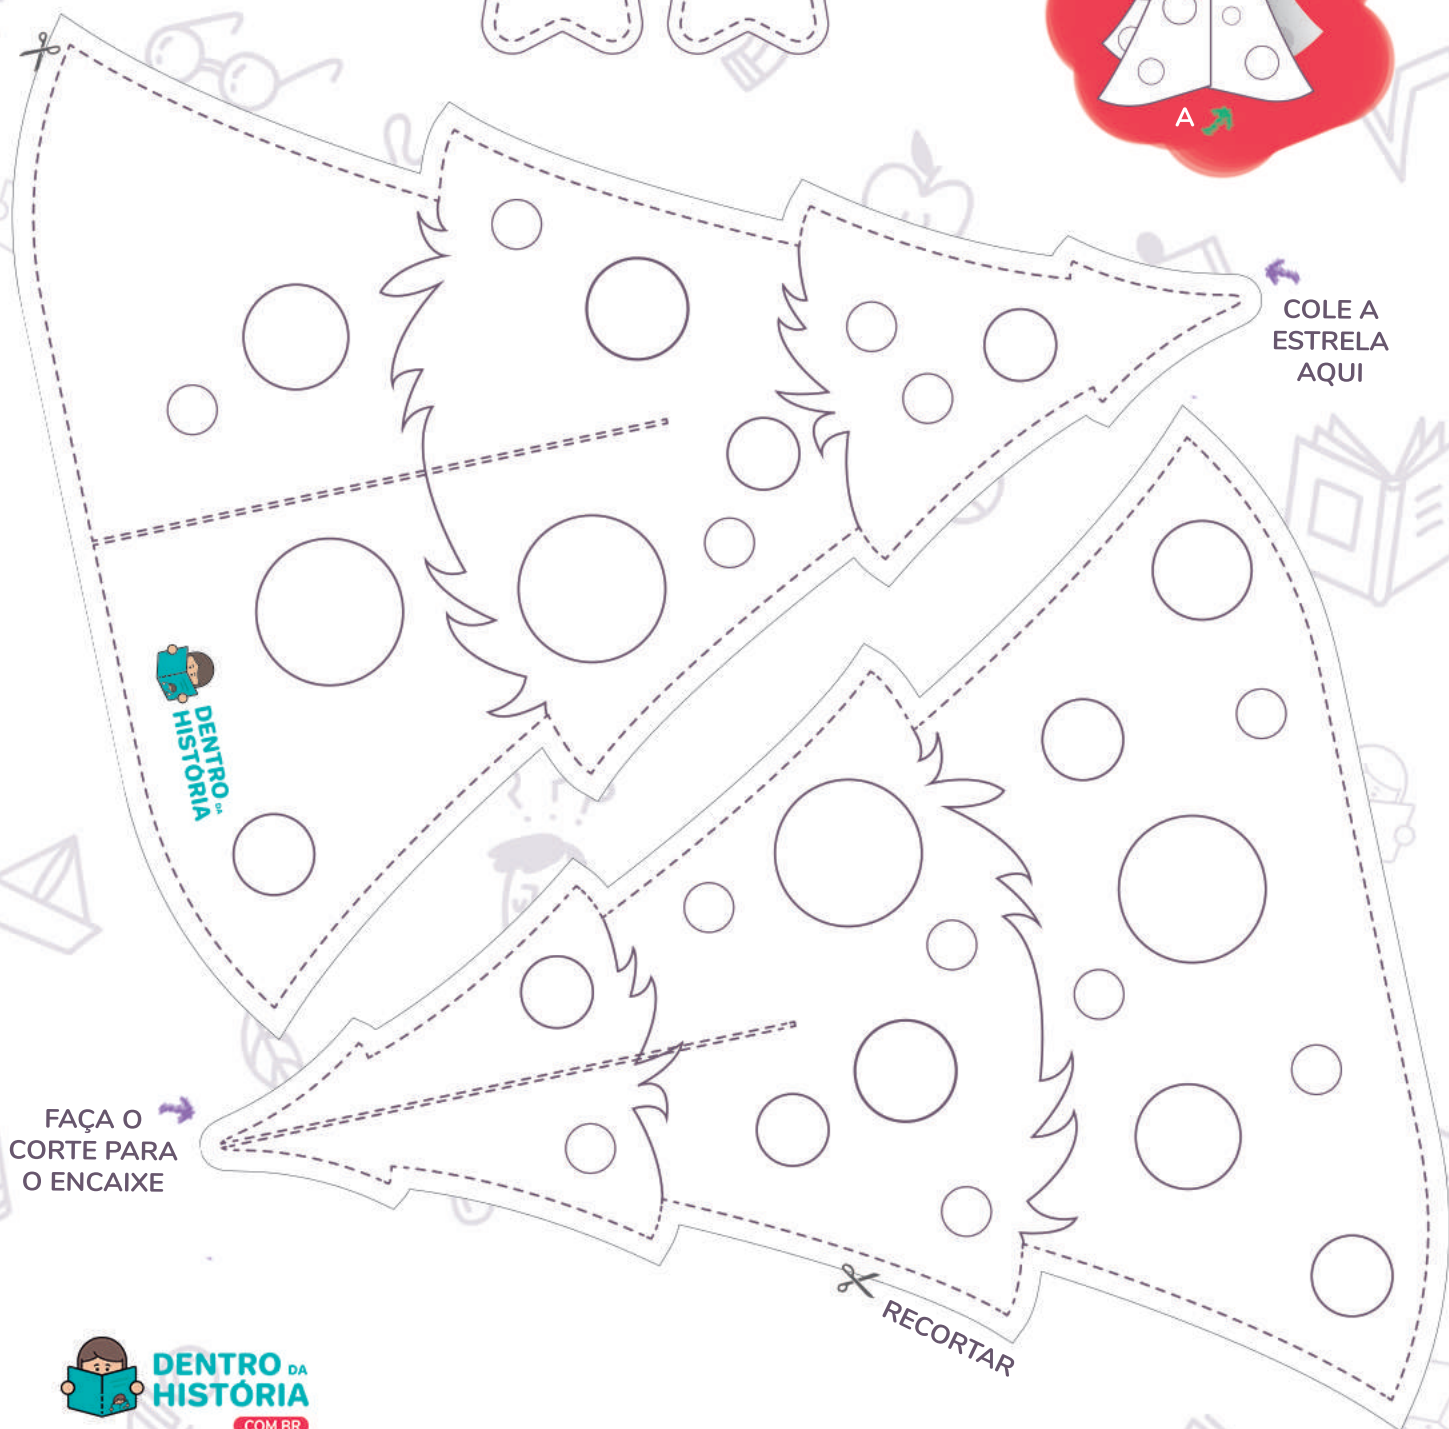 A
COLE A
ESTRELA
AQUI
DENTRO DA
HISTÓRIA
FAÇA O
CORTE PARA
O ENCAIXE
RECORTAR
DENTRO DA
HISTÓRIA
COM.BR